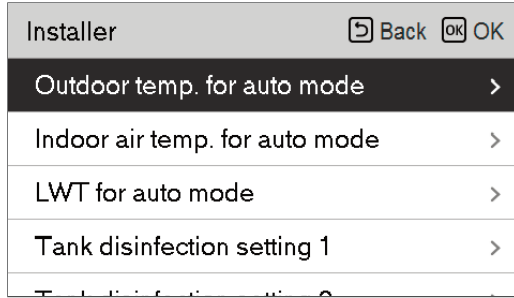 Installer Back OK OK
Outdoor temp. for auto mode >
Indoor air temp. for auto mode >
LWT for auto mode >
Tank disinfection setting 1 >